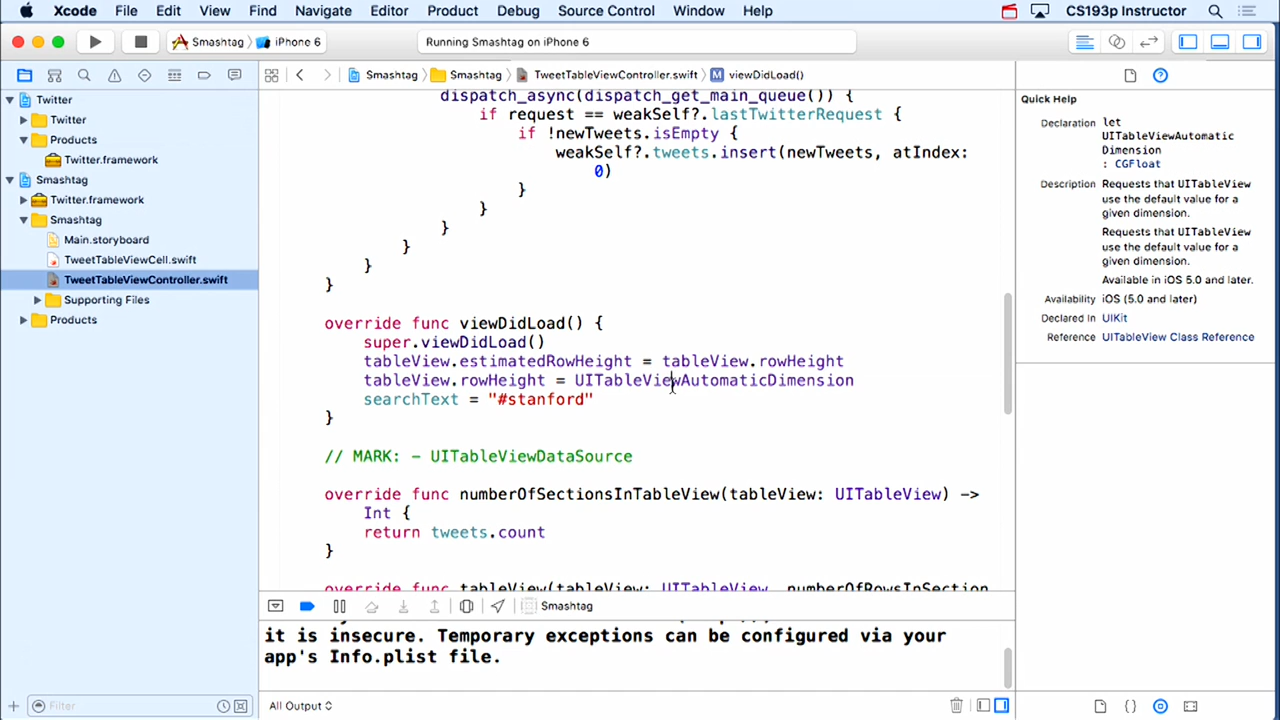 Xcode File Edit View Find Navigate Editor Product Debug Source Control Window Help CS193p Instructor
Smashtag iPhone 6 Running Smashtag on iPhone 6
Smashtag Smashtag TweetTableViewController.swift M viewDidLoad()
Twitter
Twitter
Products
Twitter.framework
Smashtag
Twitter.framework
Smashtag
Main.storyboard
TweetTableViewCell.swift
TweetTableViewController.swift
Supporting Files
Products
Filter
dispatch_async(dispatch_get_main_queue()) {
if request == weakSelf?.lastTwitterRequest {
if !newTweets.isEmpty {
weakSelf?.tweets.insert(newTweets, atIndex:
0)
}
}
}
}
}
}
override func viewDidLoad() {
super.viewDidLoad()
tableView.estimatedRowHeight = tableView.rowHeight
tableView.rowHeight = UITableViewAutomaticDimension
searchText = "#stanford"
}
// MARK: - UITableViewDataSource
override func numberOfSectionsInTableView(tableView: UITableView) ->
Int {
return tweets.count
}
override func tableView(tableView: UITableView, numberOfRowsInSection
Smashtag
it is insecure. Temporary exceptions can be configured via your
app's Info.plist file.
All Output
Quick Help
Declaration let
UITableViewAutomatic
Dimension
: CGFloat
Description Requests that UITableView
use the default value for a
given dimension.
Requests that UITableView
use the default value for a
given dimension.
Available in iOS 5.0 and later.
Availability iOS (5.0 and later)
Declared In UIKit
Reference UITableView Class Reference